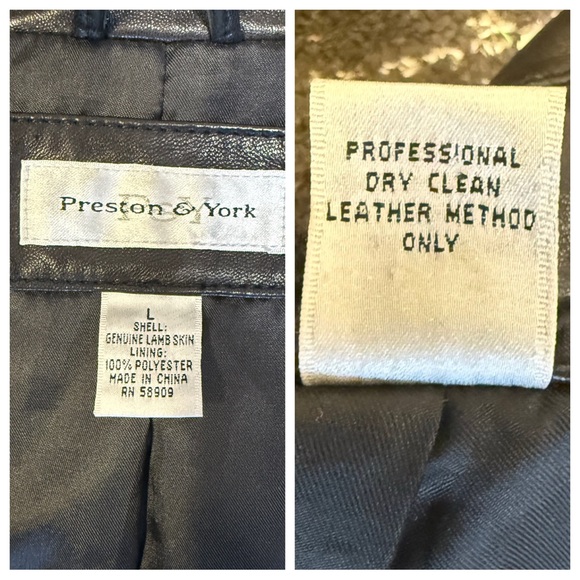 Preston & York
L
SHELL:
GENUINE LAMB SKIN
LINING:
100% POLYESTER
MADE IN CHINA
RN 58909
PROFESSIONAL
DRY CLEAN
LEATHER METHOD
ONLY